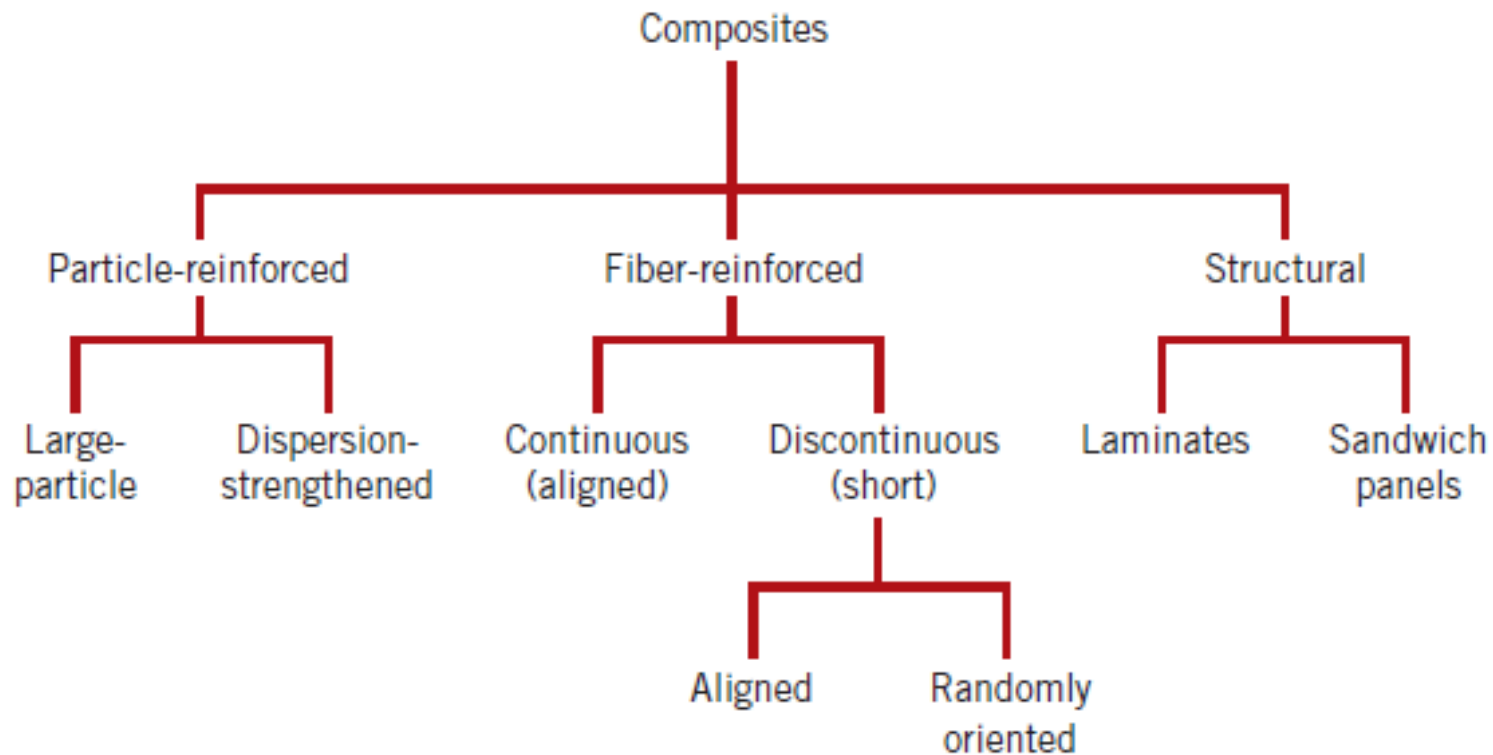 Composites
Particle-reinforced
Fiber-reinforced
Structural
Large-
particle
Dispersion-
strengthened
Continuous
(aligned)
Discontinuous
(short)
Laminates
Sandwich
panels
Aligned
Randomly
oriented